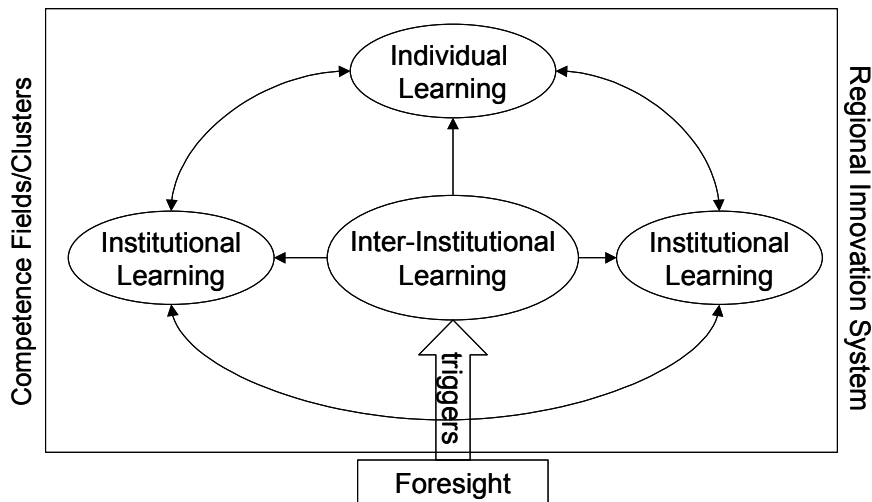 Individual
Learning
Competence Fields/Clusters
Institutional
Learning
Inter-Institutional
Learning
Institutional
Learning
Regional Innovation System
triggers
Foresight